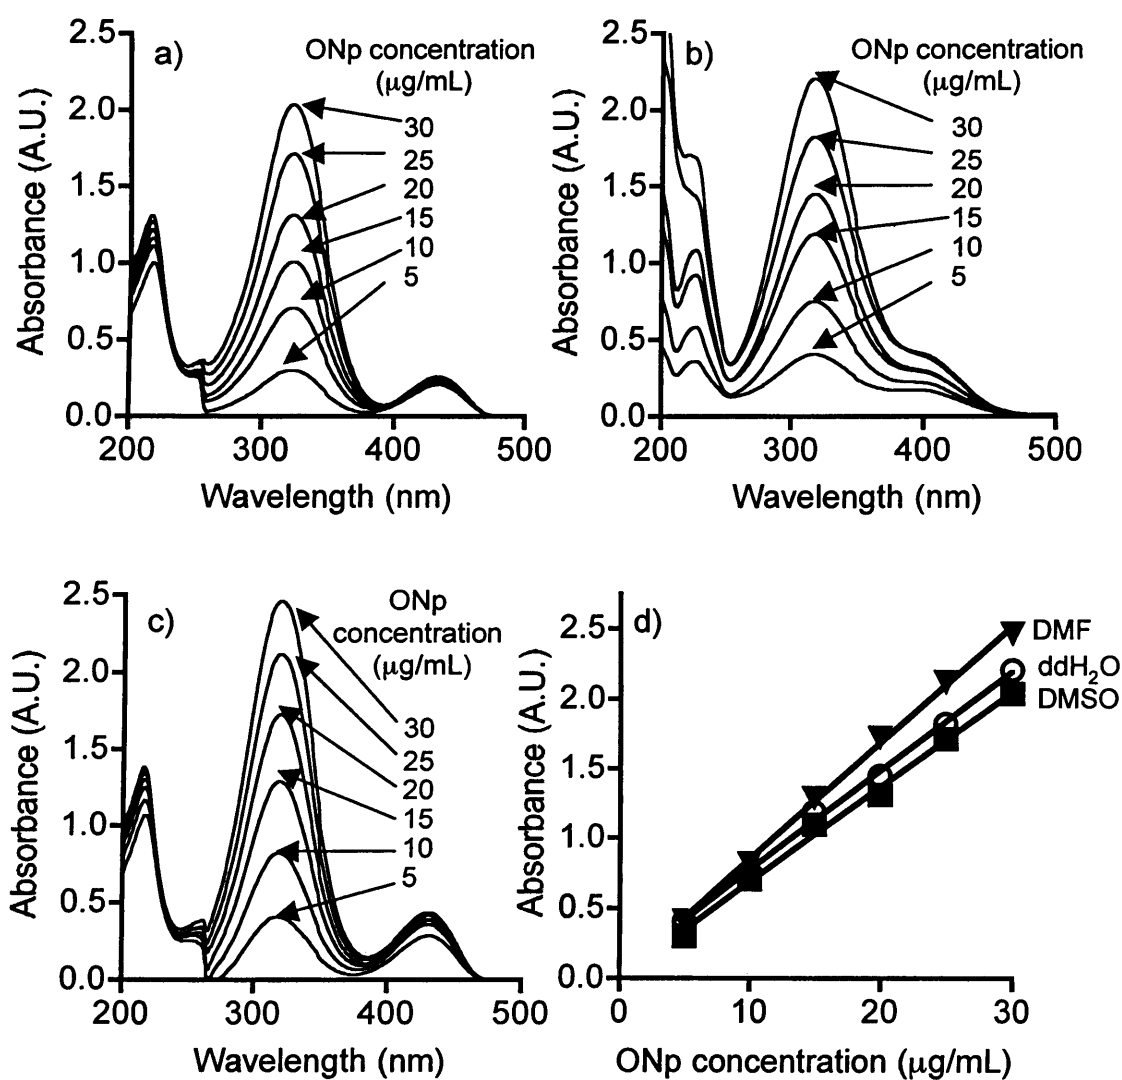 a)
ONp concentration
(μg/mL)
30
25
20
15
10
5
2.5
2.0
1.5
1.0
0.5
0.0
Absorbance (A.U.)
200
300
400
500
Wavelength (nm)
b)
ONp concentration
(μg/mL)
30
25
20
15
10
5
2.5
2.0
1.5
1.0
0.5
0.0
Absorbance (A.U.)
200
300
400
500
Wavelength (nm)
c)
ONp
concentration
(μg/mL)
30
25
20
15
10
5
2.5
2.0
1.5
1.0
0.5
0.0
Absorbance (A.U.)
200
300
400
500
Wavelength (nm)
d)
DMF
ddH₂O
DMSO
2.5
2.0
1.5
1.0
0.5
0.0
Absorbance (A.U.)
0
10
20
30
ONp concentration (μg/mL)